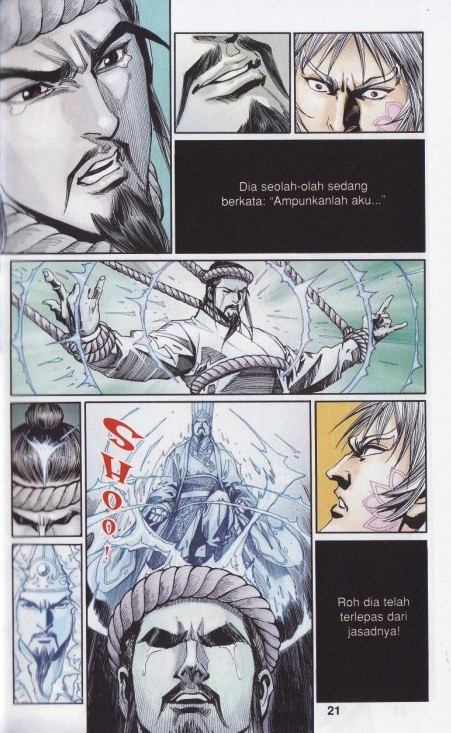 Dia seolah-olah sedang
berkata: “Ampunkanlah aku...”
SHOO!
Roh dia telah
terlepas dari
jasadnya!
21